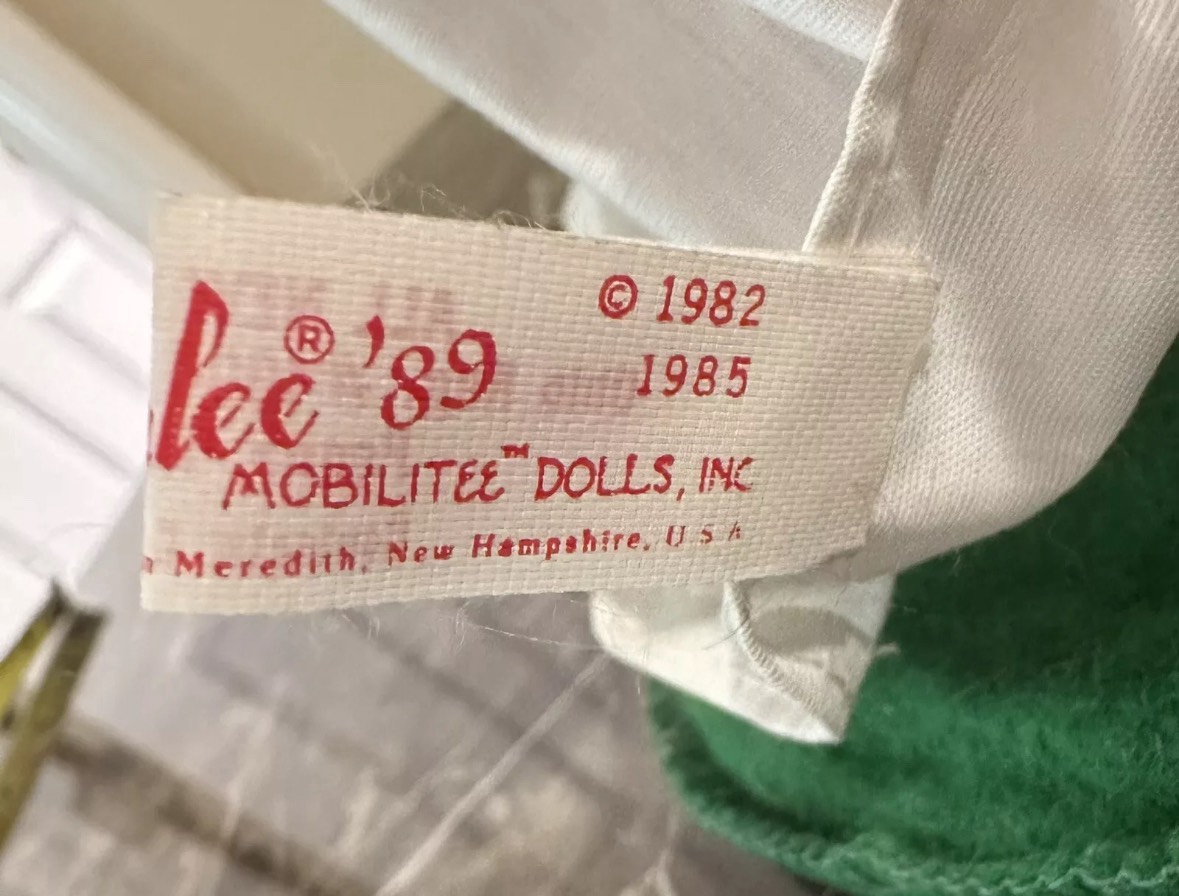 © 1982
lee® '89 1985
MOBILITEE™ DOLLS, INC
Meredith, New Hampshire, U S A